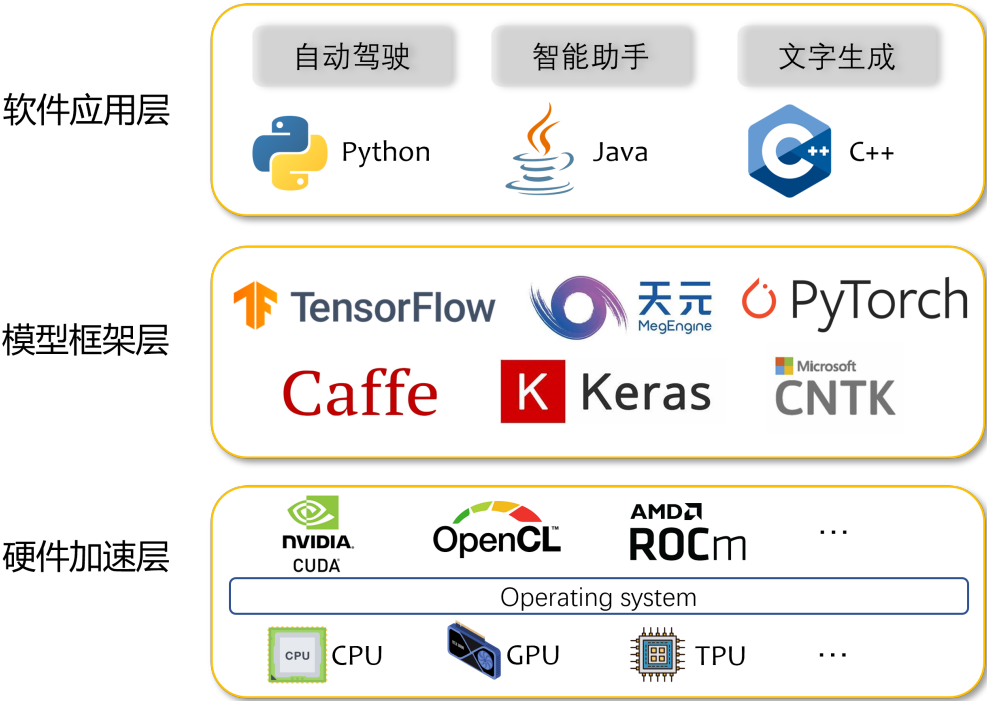 软件应用层
自动驾驶 智能助手 文字生成
Python Java C++
模型框架层
TensorFlow 天元 MegEngine PyTorch
Caffe K Keras Microsoft CNTK
硬件加速层
NVIDIA. CUDA OpenCL™ AMD ROCm ...
Operating system
CPU CPU GPU TPU ...